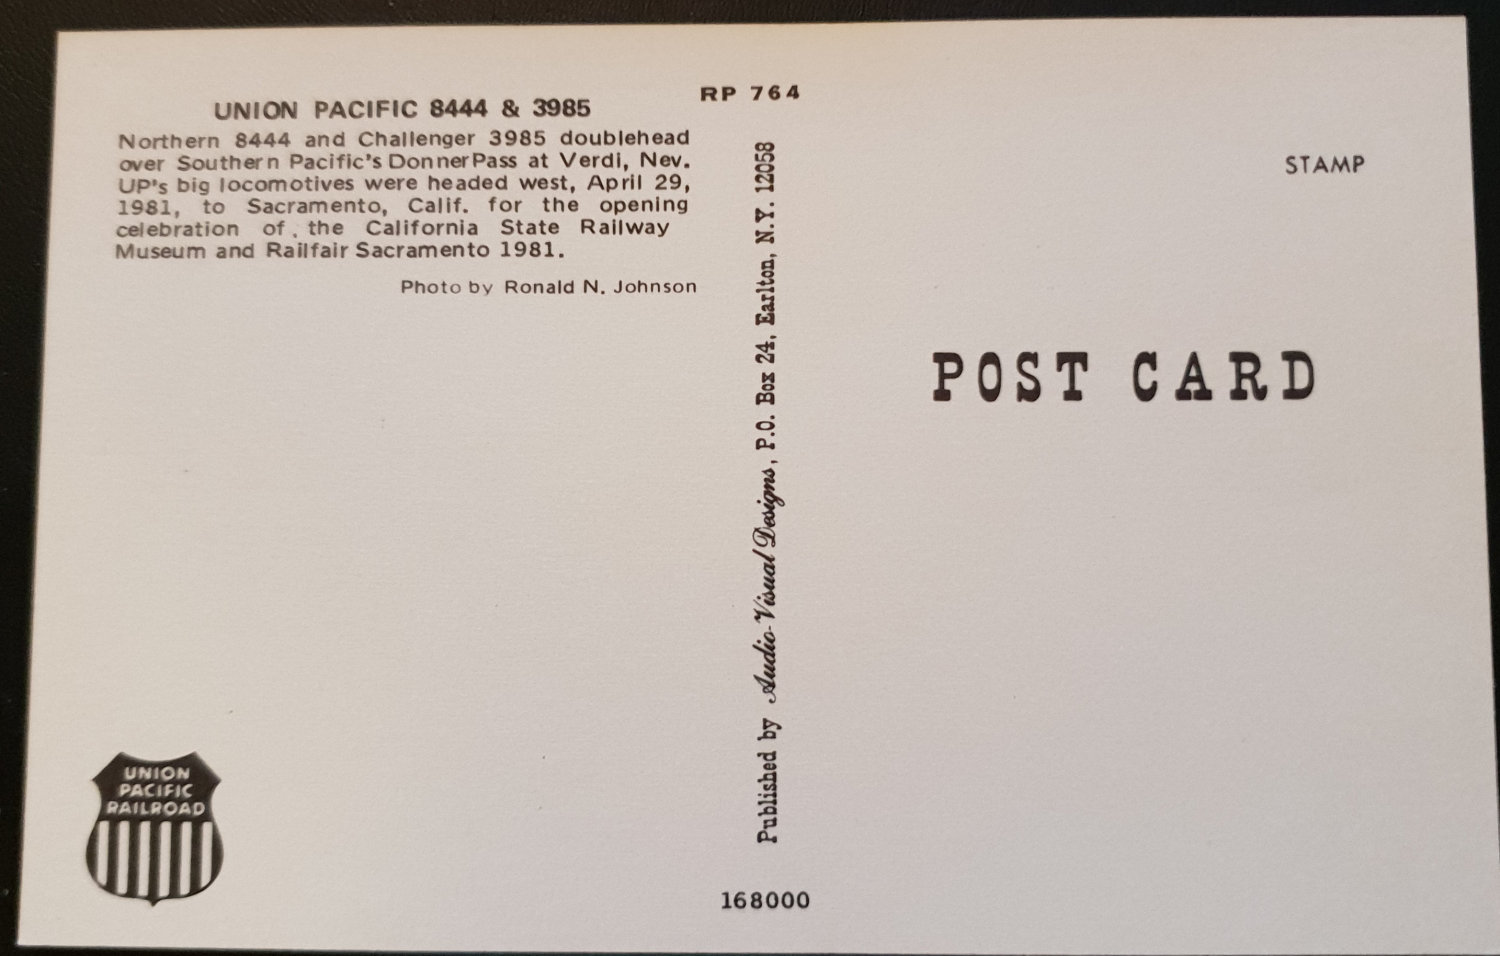 RP 764
UNION PACIFIC 8444 & 3985
Northern 8444 and Challenger 3985 doublehead
over Southern Pacific's Donner Pass at Verdi, Nev.
UP's big locomotives were headed west, April 29,
1981, to Sacramento, Calif. for the opening
celebration of . the California State Railway
Museum and Railfair Sacramento 1981.
Photo by Ronald N. Johnson
UNION
PACIFIC
RAILROAD
Published by Audio-Visual Designs, P.O. Box 24, Earlton, N.Y. 12058
168000
STAMP
POST CARD